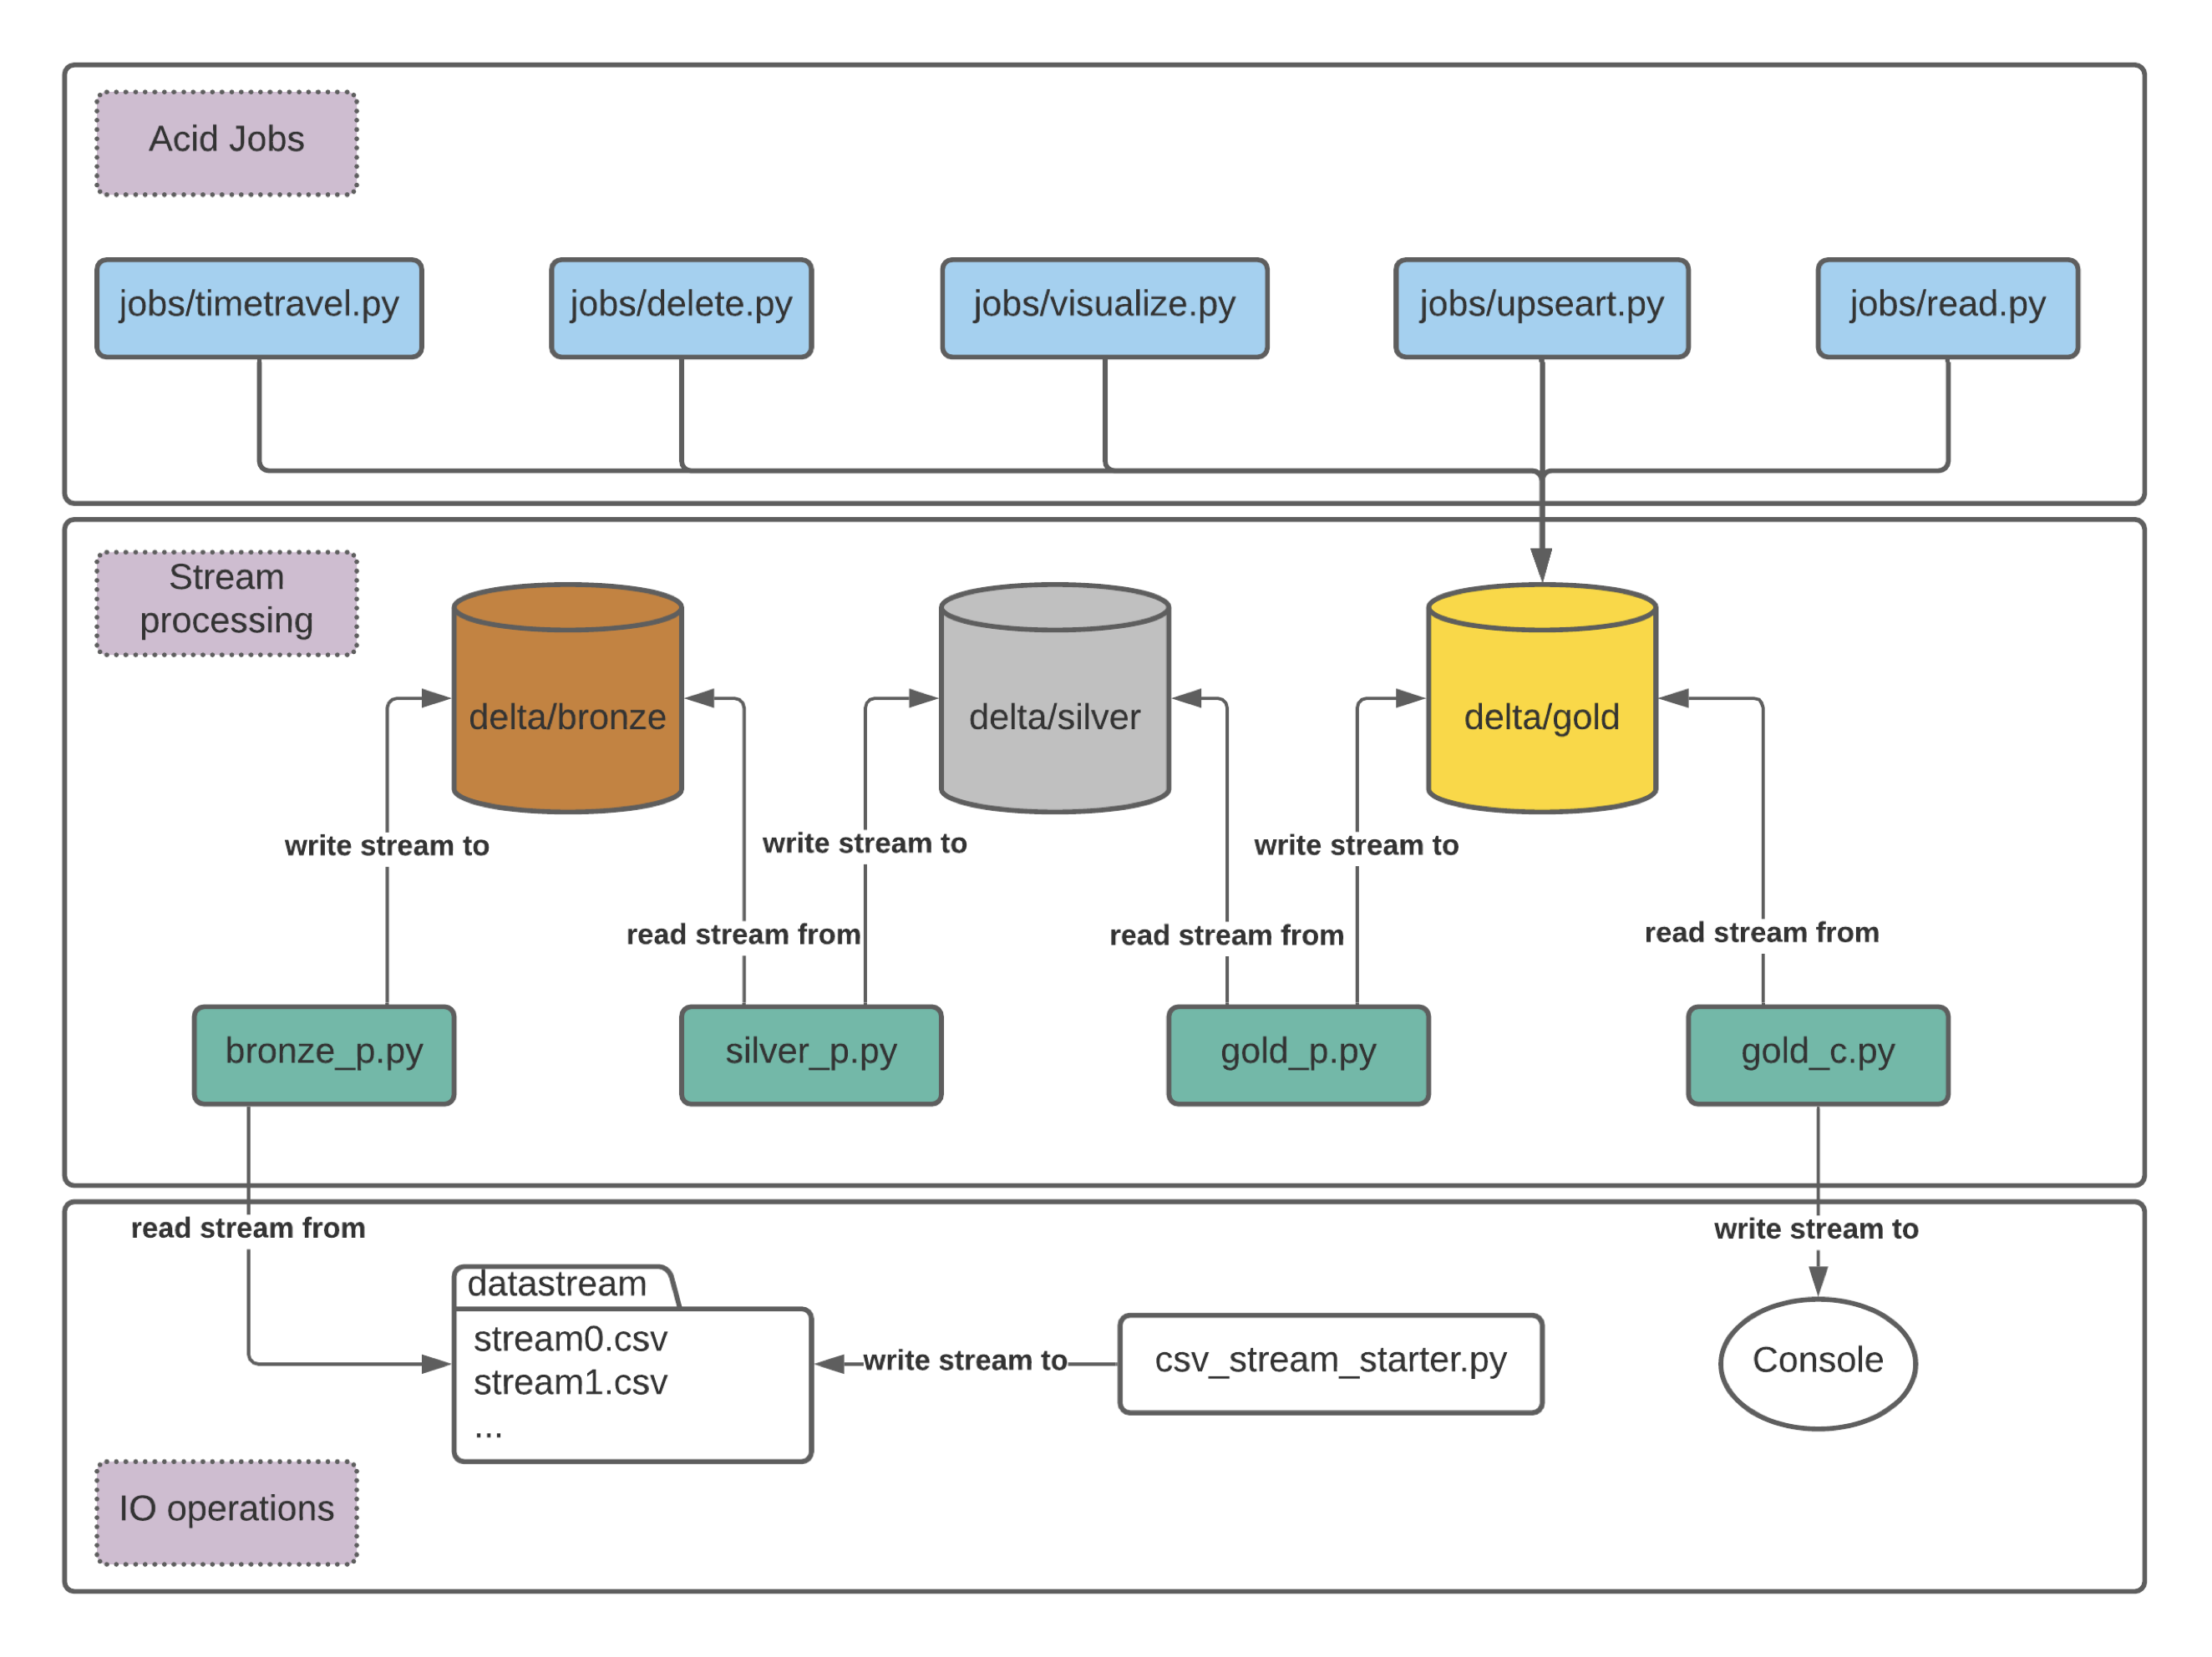 Acid Jobs
jobs/timetravel.py
jobs/delete.py
jobs/visualize.py
jobs/upseart.py
jobs/read.py
Stream
processing
delta/bronze
delta/silver
delta/gold
write stream to
write stream to
write stream to
read stream from
read stream from
read stream from
bronze_p.py
silver_p.py
gold_p.py
gold_c.py
read stream from
write stream to
datastream
stream0.csv
stream1.csv
...
write stream to
csv_stream_starter.py
Console
IO operations